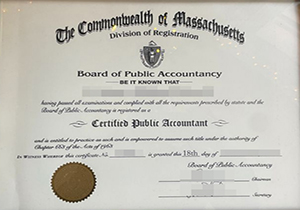 The Commonwealth of Massachusetts
Division of Registration
Board of Public Accountancy
BE IT KNOWN THAT
having passed all examinations and complied with all the requirements prescribed by statute and the
Board of Public Accountancy is registered as a
Certified Public Accountant
and is entitled to practice as such and is empowered to assume such title under the authority of
Chapter of the Acts of
In Witness Whereof this certificate No. is granted this 18th day of
Board of Public Accountancy
Chairman
Secretary